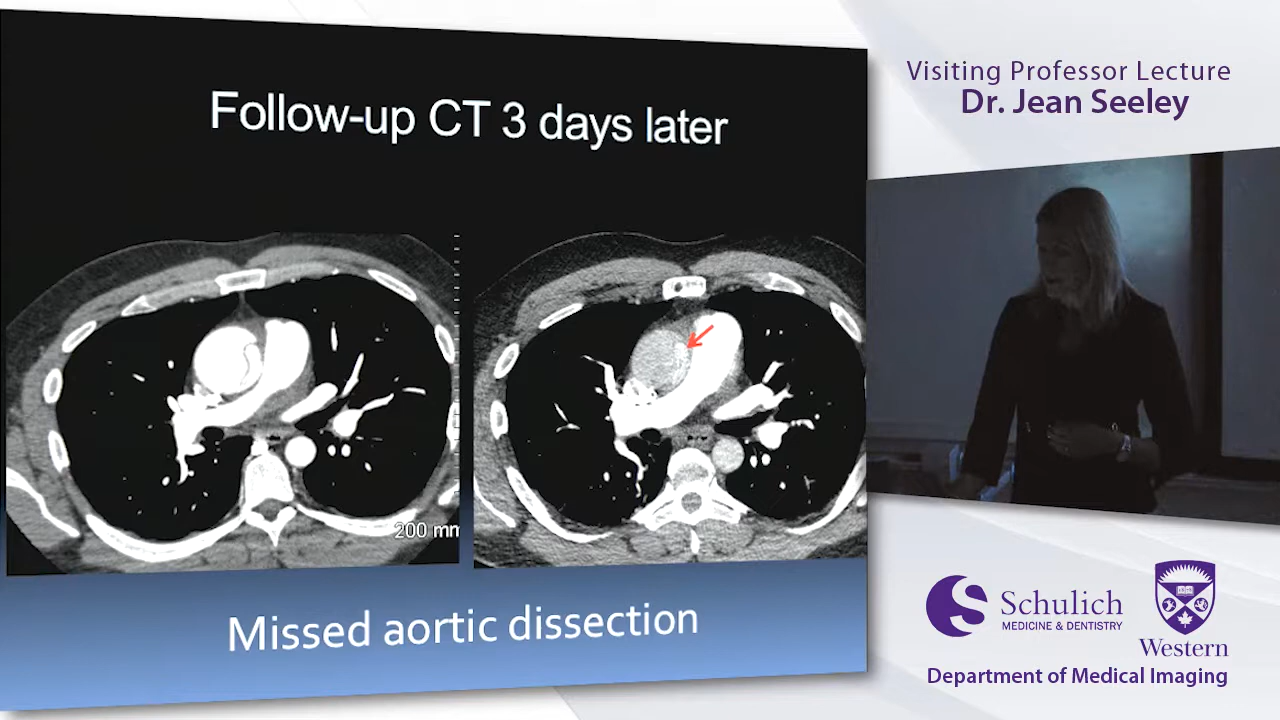 Follow-up CT 3 days later
200 mm
Missed aortic dissection
Visiting Professor Lecture
Dr. Jean Seeley
Schulich
MEDICINE & DENTISTRY
Western
Department of Medical Imaging